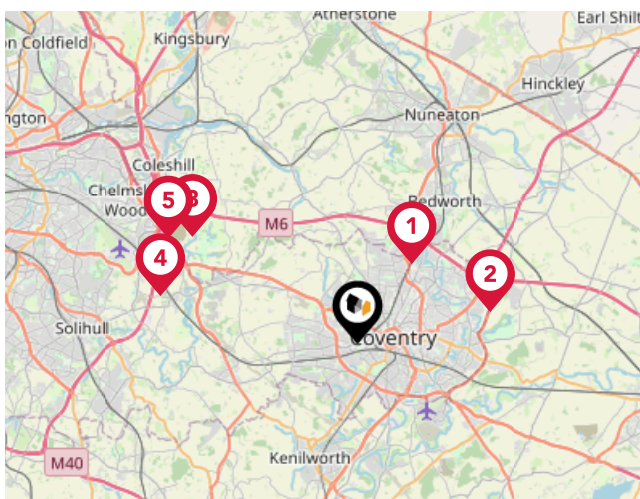 Atherstone
Earl Shilt
on Coldfield
Kingsbury
Hinckley
ngton
Nuneaton
Coleshill
Chelms
Wood
Bedworth
5
3
1
M6
4
2
Solihull
Coventry
Kenilworth
M40